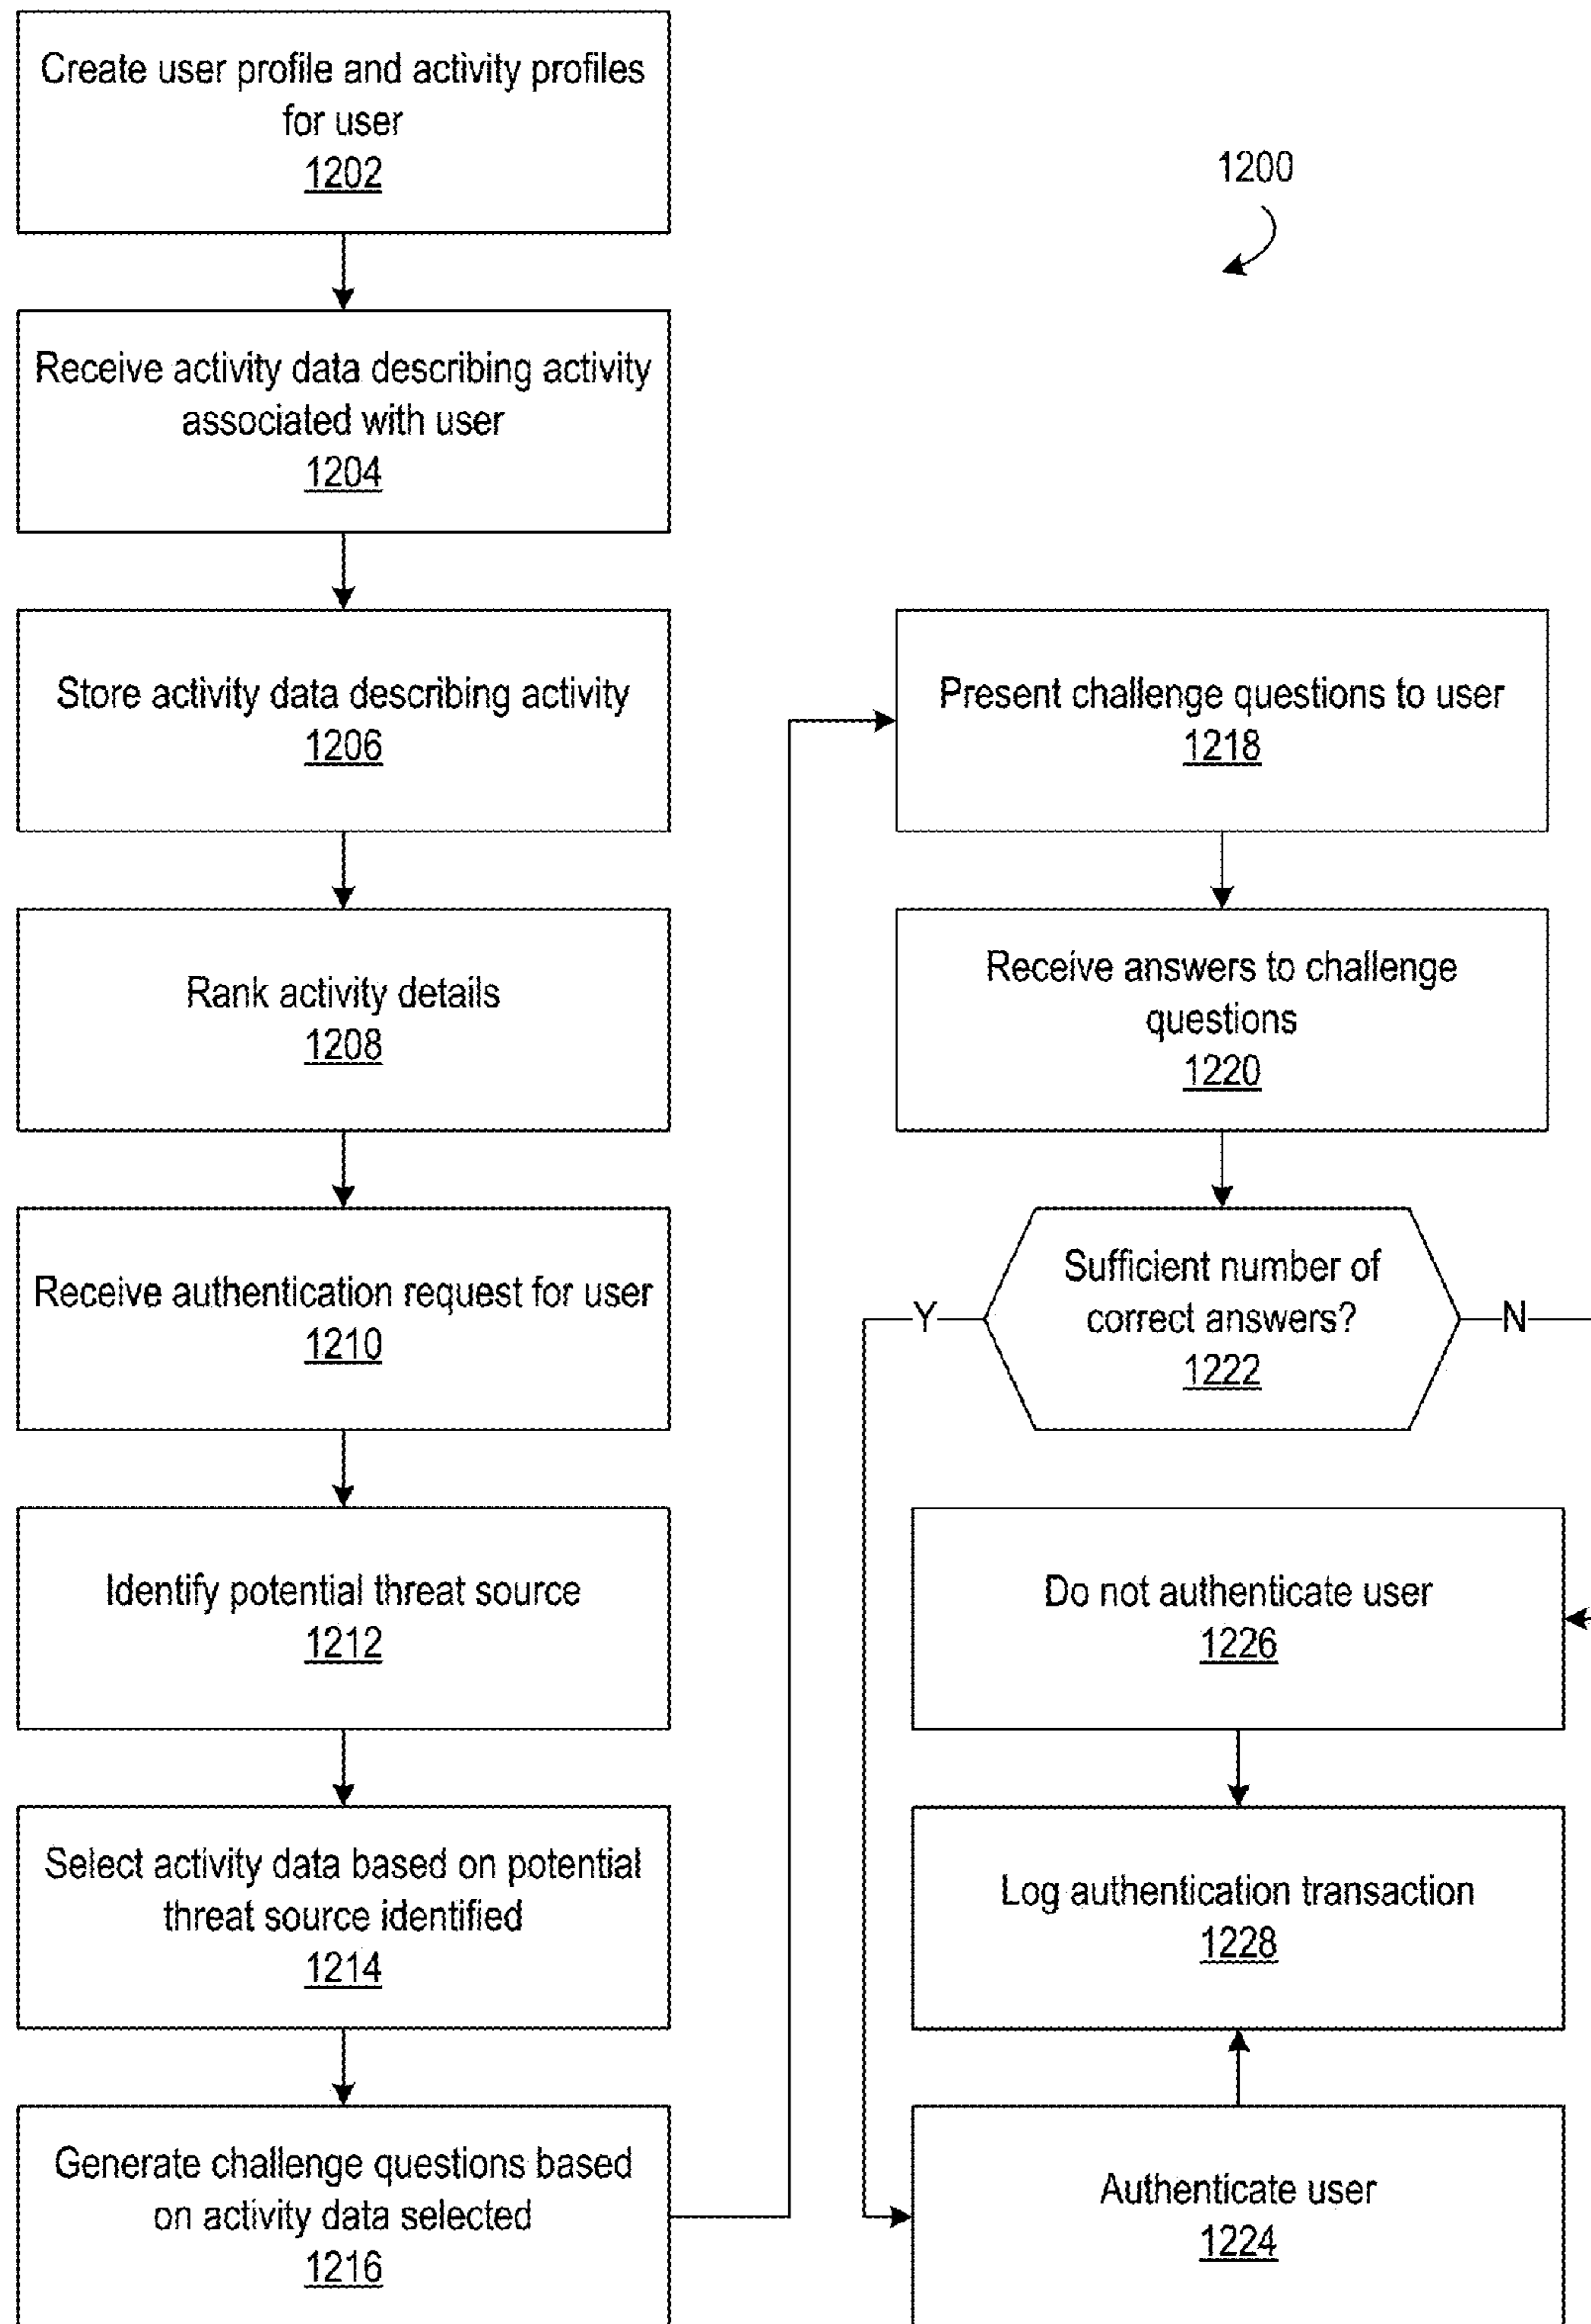 Create user profile and activity profiles
for user
1202
1200
Receive activity data describing activity
associated with user
1204
Store activity data describing activity
1206
Rank activity details
1208
Receive authentication request for user
1210
Identify potential threat source
1212
Select activity data based on potential
threat source identified
1214
Generate challenge questions based
on activity data selected
1216
Present challenge questions to user
1218
Receive answers to challenge
questions
1220
Sufficient number of
correct answers?
1222
Y
N
Do not authenticate user
1226
Log authentication transaction
1228
Authenticate user
1224